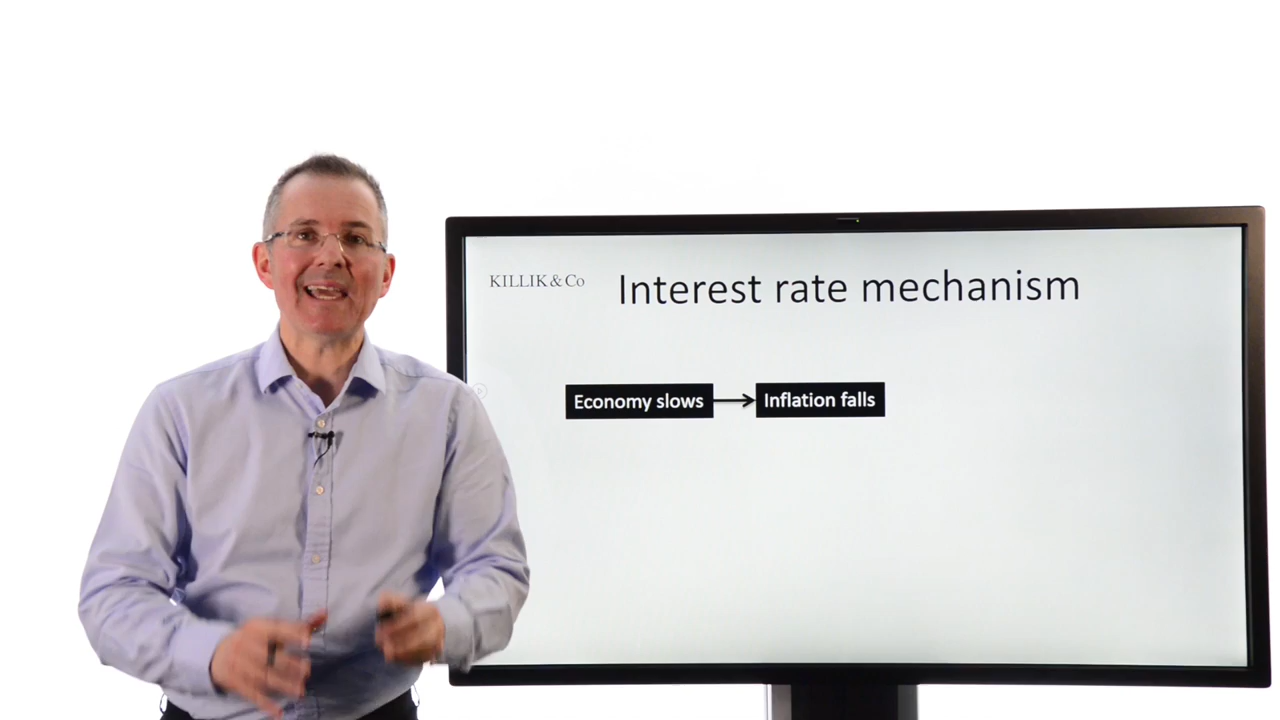 KILLIK & Co
Interest rate mechanism
Economy slows
Inflation falls